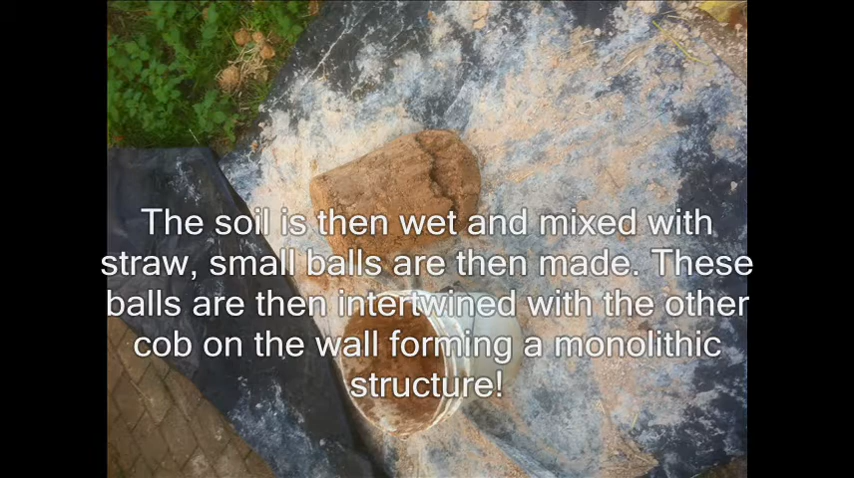 The soil is then wet and mixed with
straw, small balls are then made. These
balls are then intertwined with the other
cob on the wall forming a monolithic
structure!